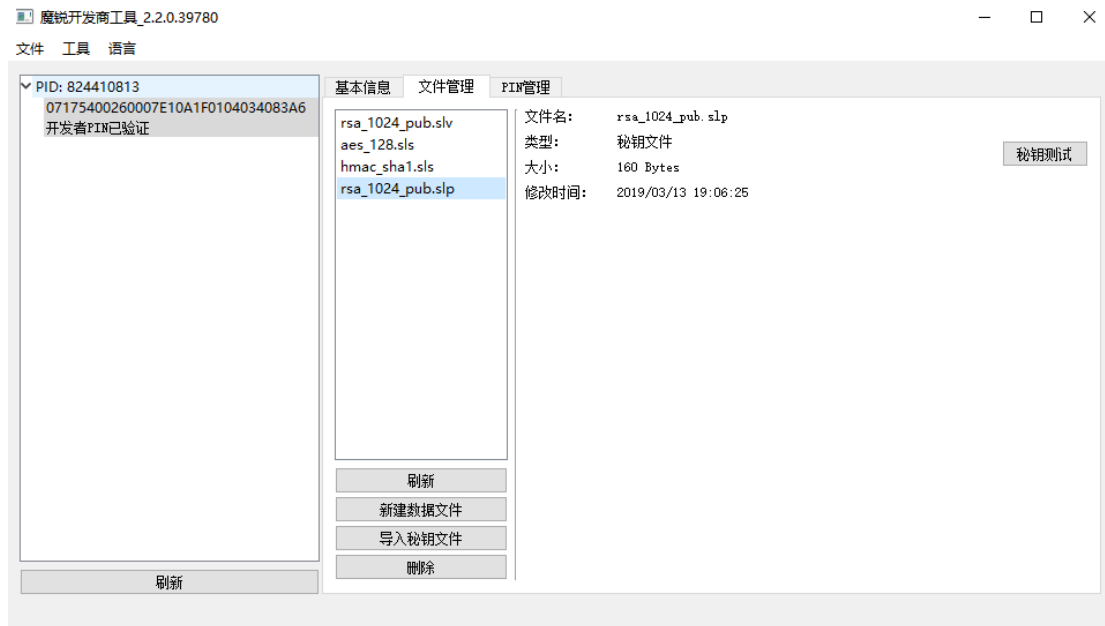 魔锐开发商工具_2.2.0.39780
文件 工具 语言
PID: 824410813
07175400260007E10A1F0104034083A6
开发者PIN已验证
刷新
基本信息 文件管理 PIN管理
rsa_1024_pub.slv
aes_128.sls
hmac_sha1.sls
rsa_1024_pub.slp
刷新
新建数据文件
导入秘钥文件
删除
文件名: rsa_1024_pub.slp
类型: 秘钥文件
大小: 160 Bytes
修改时间: 2019/03/13 19:06:25
秘钥测试